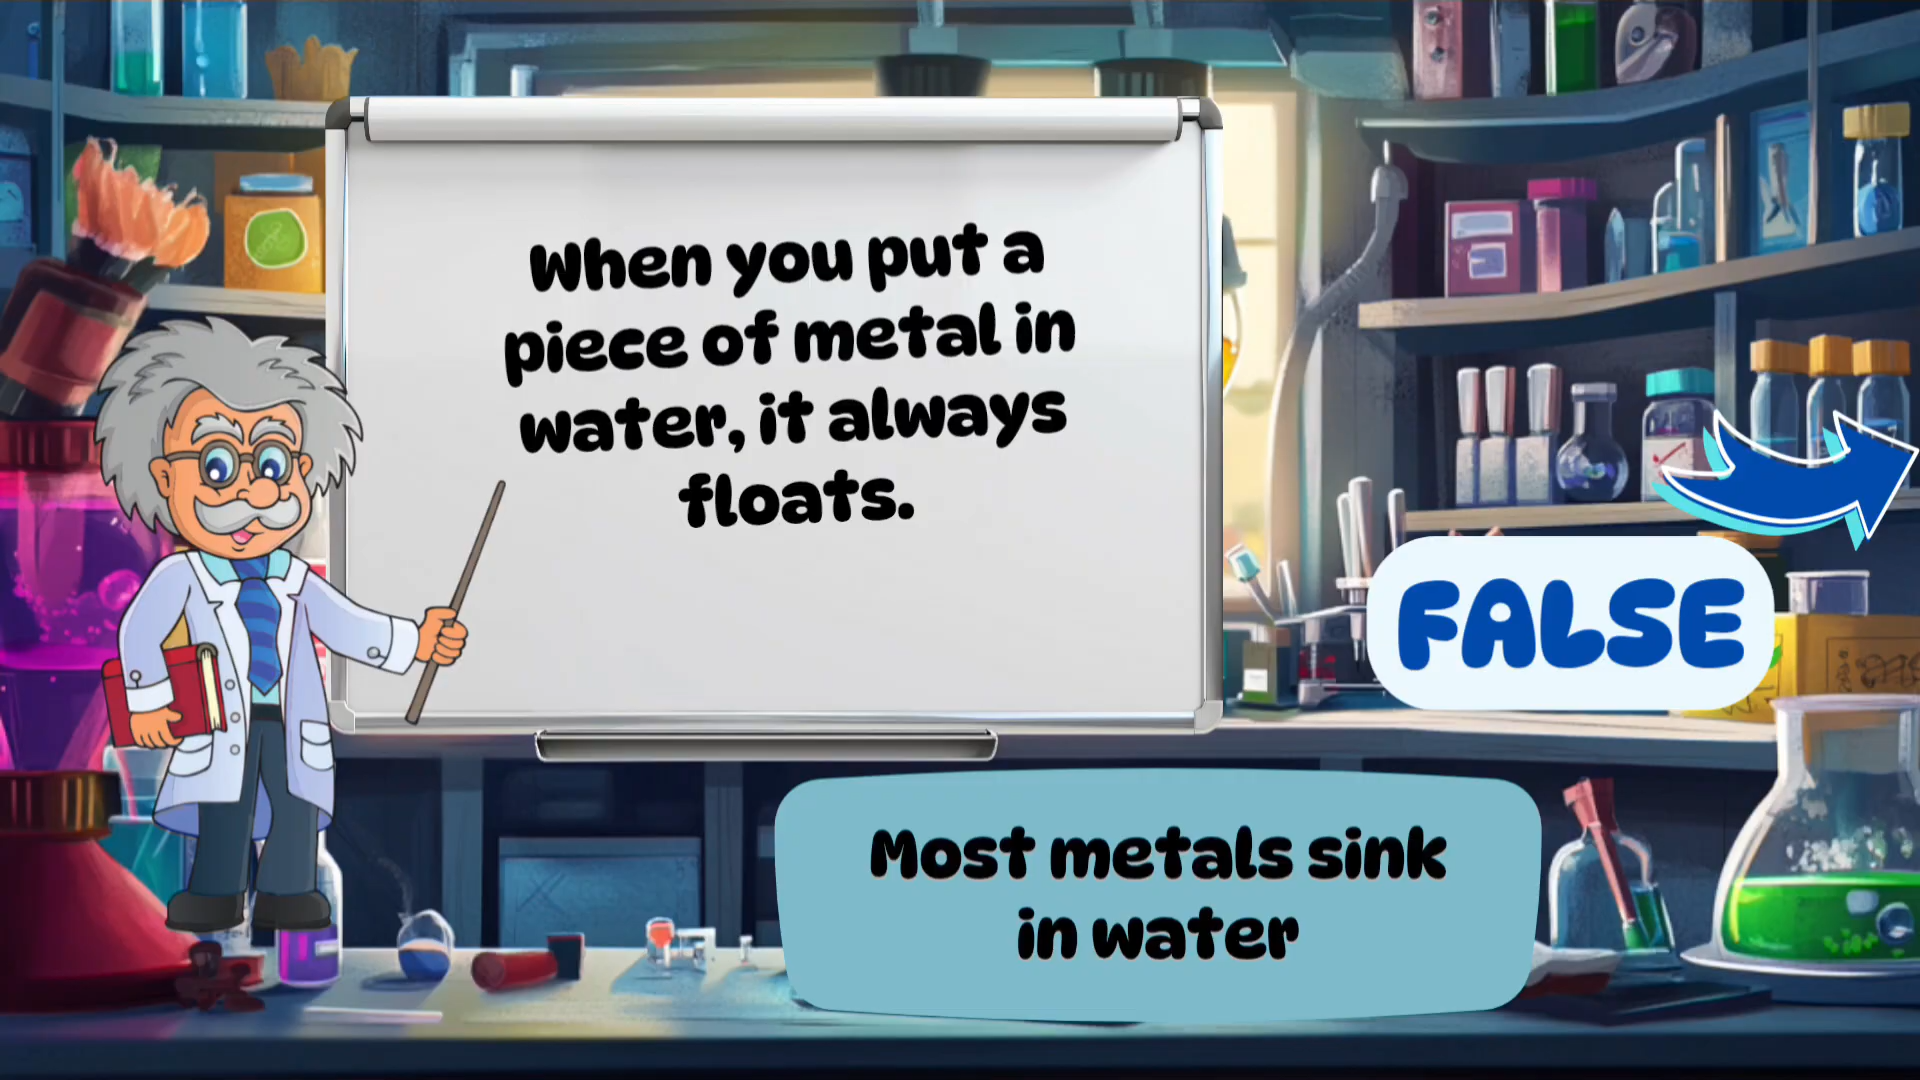 When you put a
piece of metal in
water, it always
floats.
FALSE
Most metals sink
in water